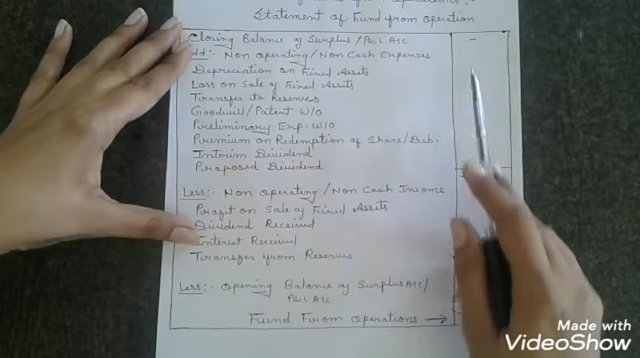 Statement of Fund from operation
Closing Balance of Surplus/P&L A/C
Add:- Non operating/Non Cash Expences
Depreciation on Fixed Assets
Loss on Sale of Fixed Assets
Transfer to Reserves
Goodwill/Patent W/O
Preliminary Exp. W/O
Premium on Redemption of Share/Deb.
Interim Dividend
Proposed Dividend
Less:- Non operating/Non Cash Income
Profit on Sale of Fixed Assets
Dividend Received
Interest Received
Transfer from Reserves.
Less:- Opening Balance of Surplus A/C/
P&L A/C
Fund From operations →
Made with
VideoShow